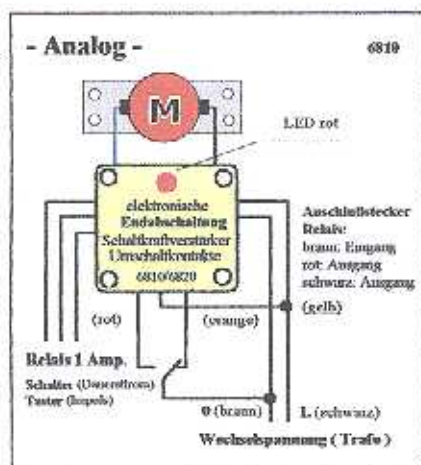 - Analog -
6810
M
LED rot
elektronische
Endabschaltung
Schaltkraftverstärker
Umschaltkontakte
6810/6820
Anschlußstecker
Relais:
braun: Eingang
rot: Ausgang
schwarz: Ausgang
(gelb)
(rot)
(orange)
Relais 1 Amp.
Schalter (Dauerstrom)
Taster (Impuls)
0 (braun)
L (schwarz)
Wechselspannung ( Trafo )